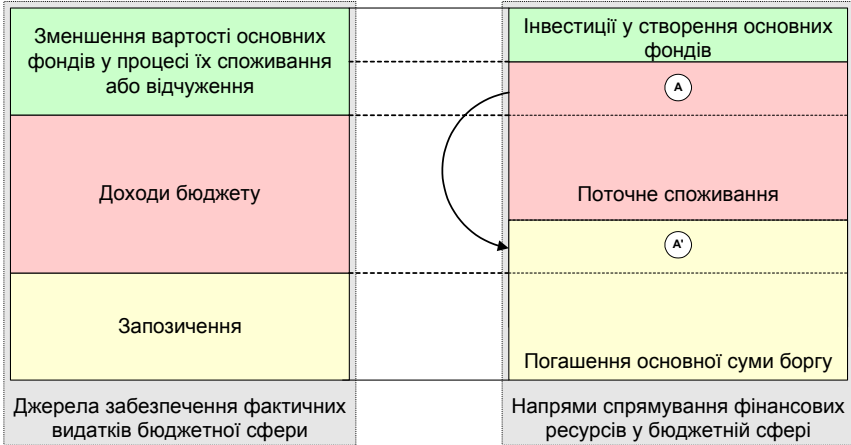 Зменшення вартості основних
фондів у процесі їх споживання
або відчуження
Доходи бюджету
Запозичення
Джерела забезпечення фактичних
видатків бюджетної сфери
Інвестиції у створення основних
фондів
A
Поточне споживання
A'
Погашення основної суми боргу
Напрями спрямування фінансових
ресурсів у бюджетній сфері